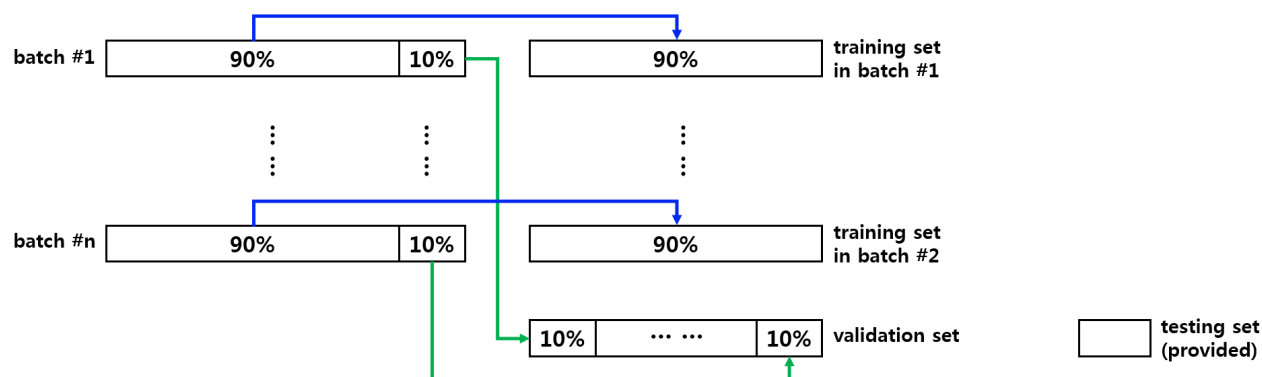 batch #1
90%
10%
90%
training set
in batch #1
batch #n
90%
10%
90%
training set
in batch #2
10%
... ...
10%
validation set
testing set
(provided)